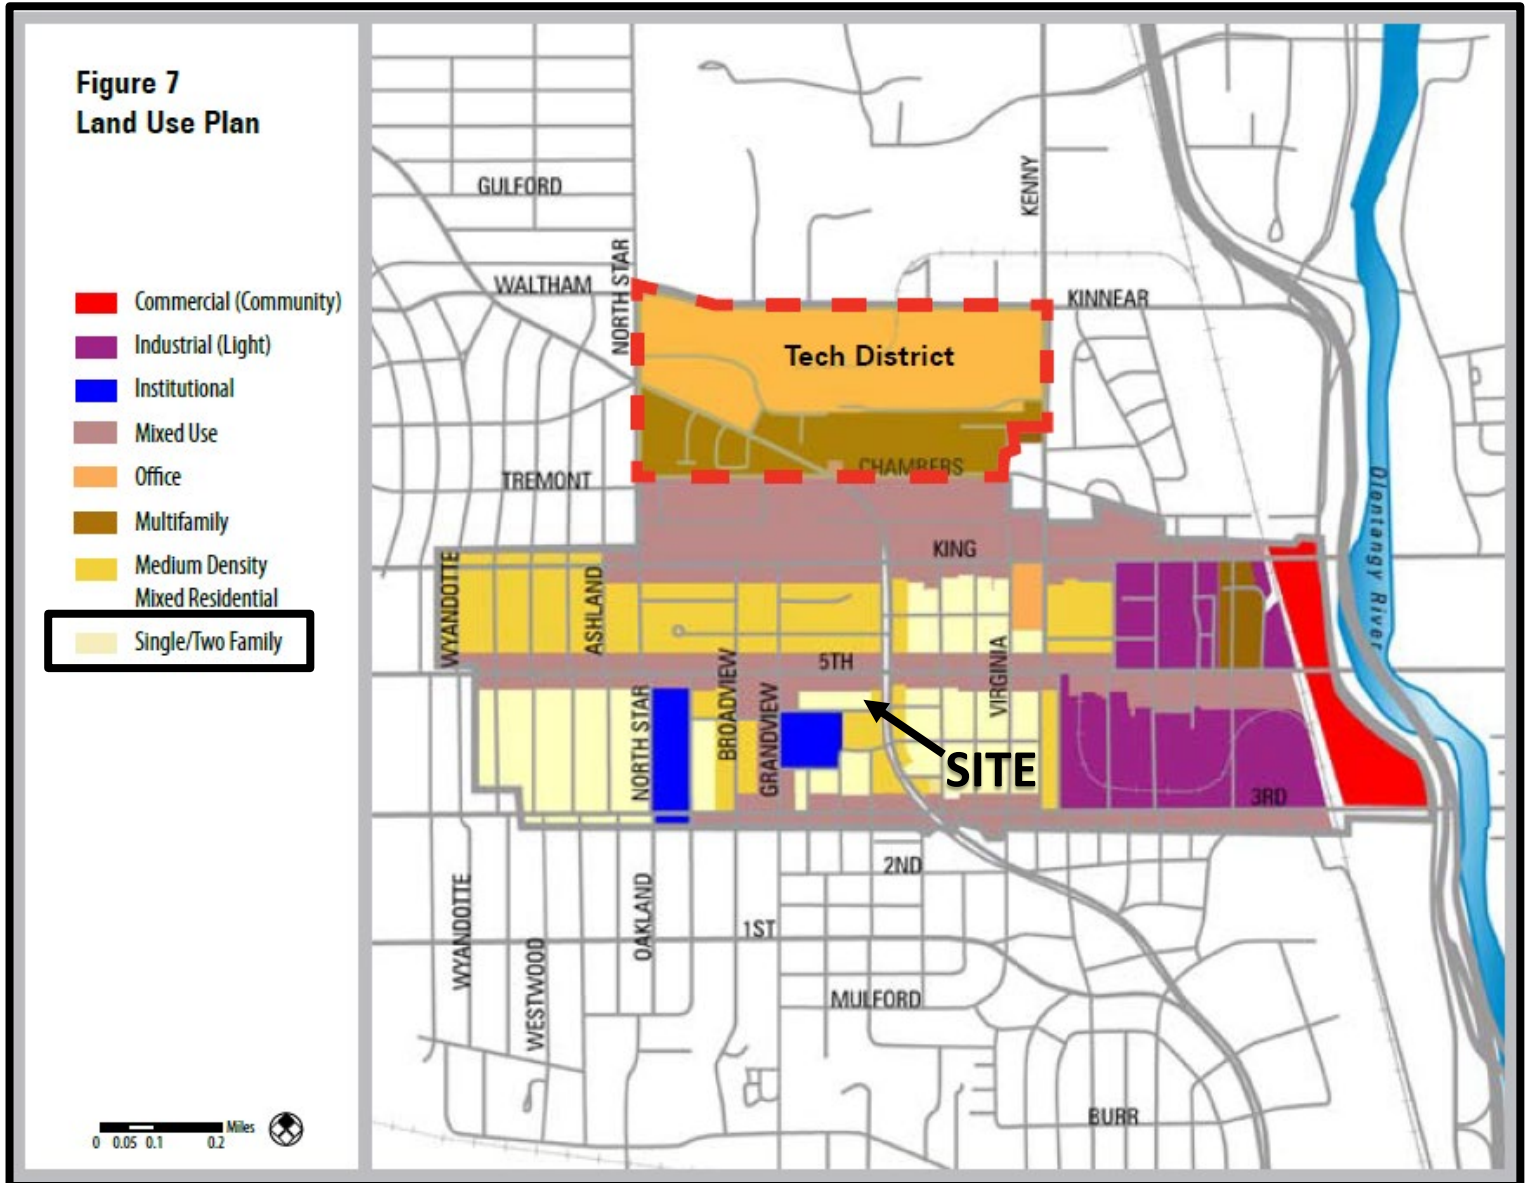 Figure 7
Land Use Plan
Commercial (Community)
Industrial (Light)
Institutional
Mixed Use
Office
Multifamily
Medium Density
Mixed Residential
Single/Two Family
0 0.05 0.1 0.2 Miles
GULFORD
KENNY
WALTHAM
NORTH STAR
KINNEAR
Tech District
CHAMBERS
TREMONT
Olentangy River
KING
WYANDOTTE
ASHLAND
5TH
VIRGINIA
BROADVIEW
NORTH STAR
GRANDVIEW
SITE
3RD
2ND
WYANDOTTE
OAKLAND
1ST
WESTWOOD
MULFORD
BURR